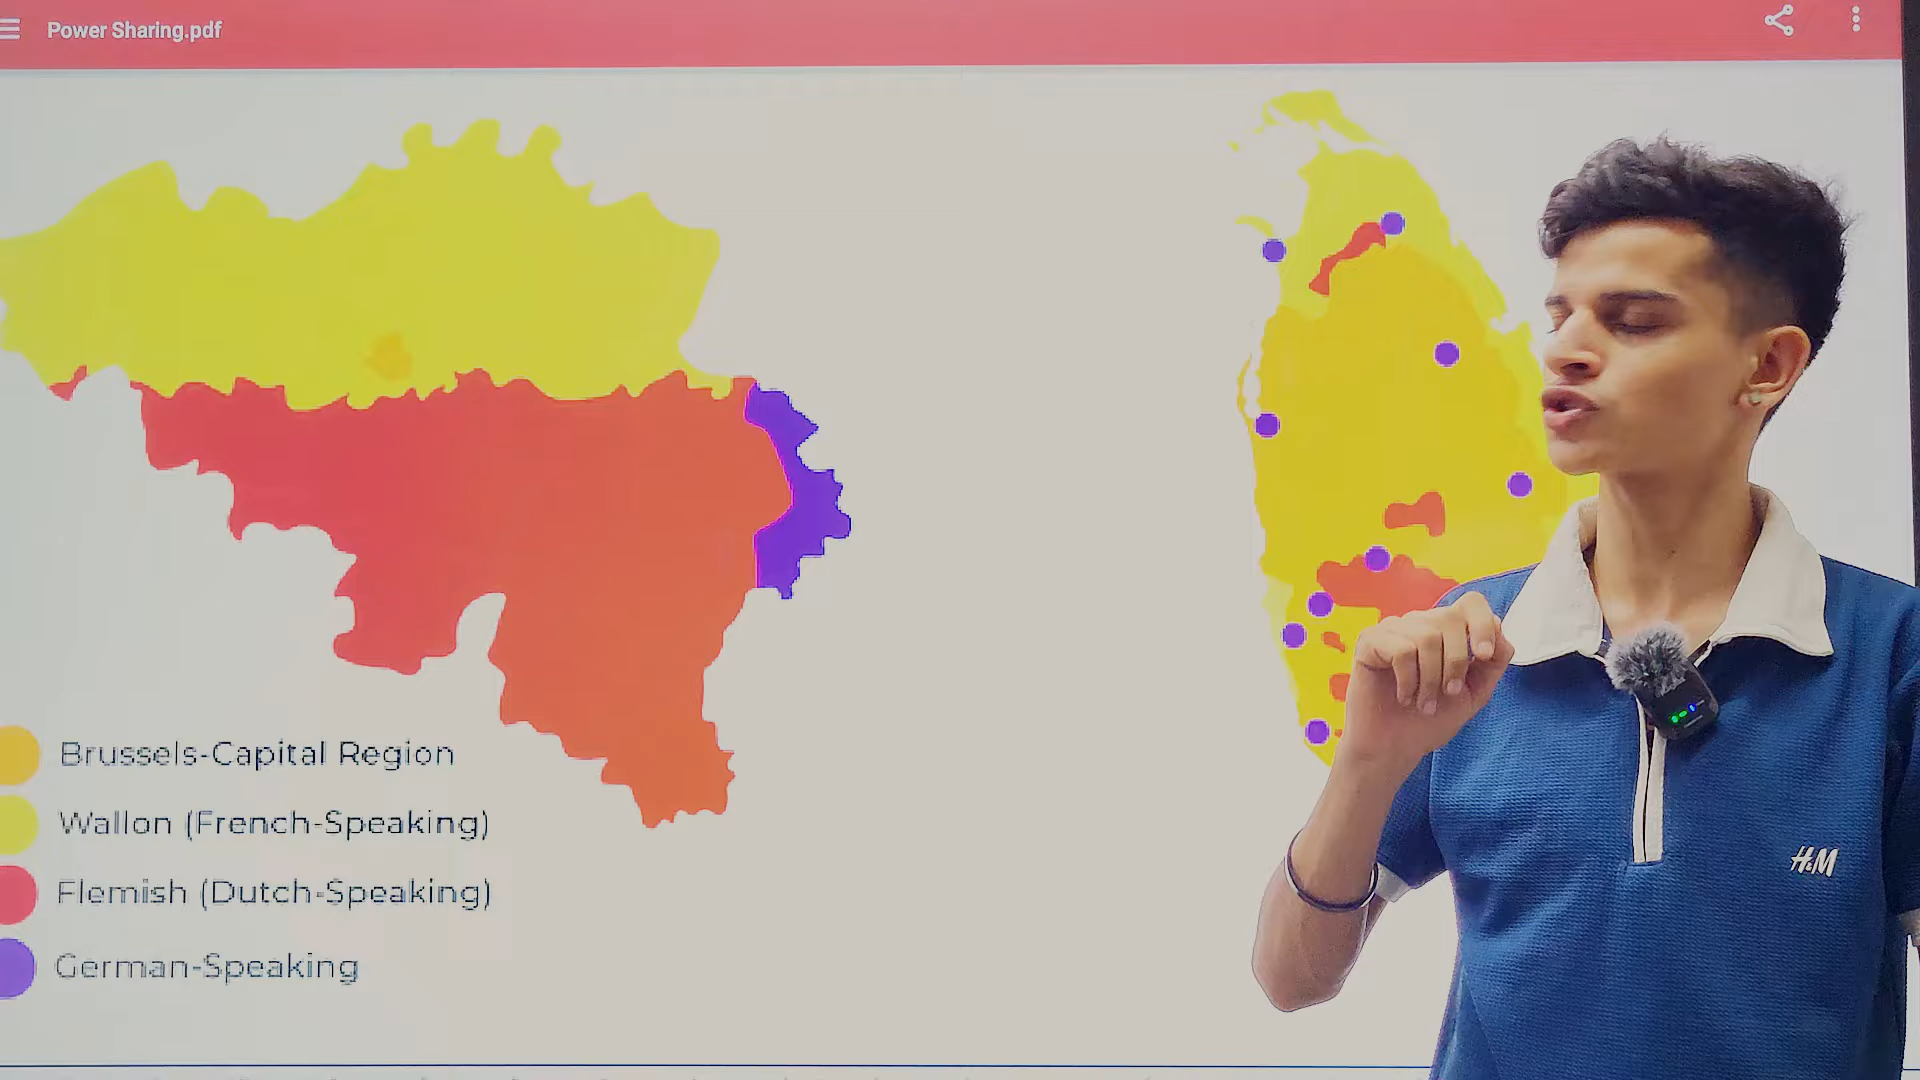 Power Sharing.pdf
Brussels-Capital Region
Wallon (French-Speaking)
Flemish (Dutch-Speaking)
German-Speaking
H&M